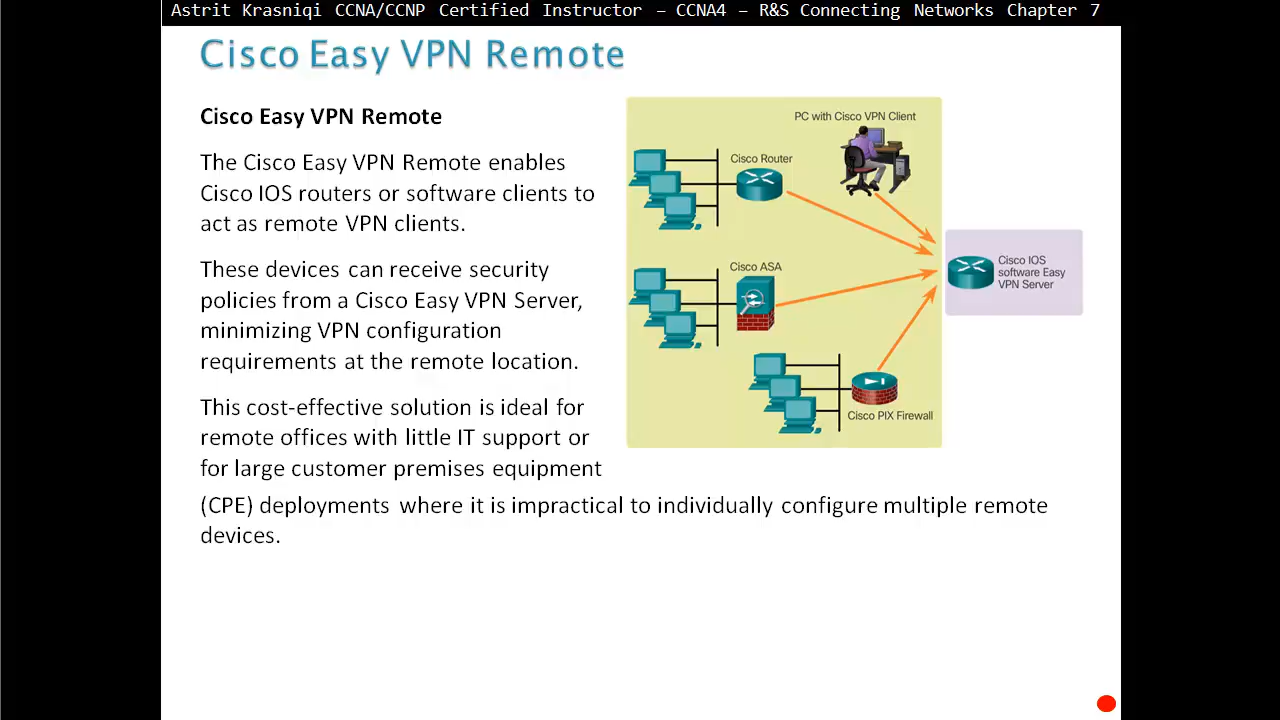 Astrit Krasniqi CCNA/CCNP Certified Instructor – CCNA4 – R&S Connecting Networks Chapter 7
Cisco Easy VPN Remote
Cisco Easy VPN Remote
The Cisco Easy VPN Remote enables
Cisco IOS routers or software clients to
act as remote VPN clients.
These devices can receive security
policies from a Cisco Easy VPN Server,
minimizing VPN configuration
requirements at the remote location.
This cost-effective solution is ideal for
remote offices with little IT support or
for large customer premises equipment
(CPE) deployments where it is impractical to individually configure multiple remote
devices.
PC with Cisco VPN Client
Cisco Router
Cisco ASA
Cisco IOS
software Easy
VPN Server
Cisco PIX Firewall